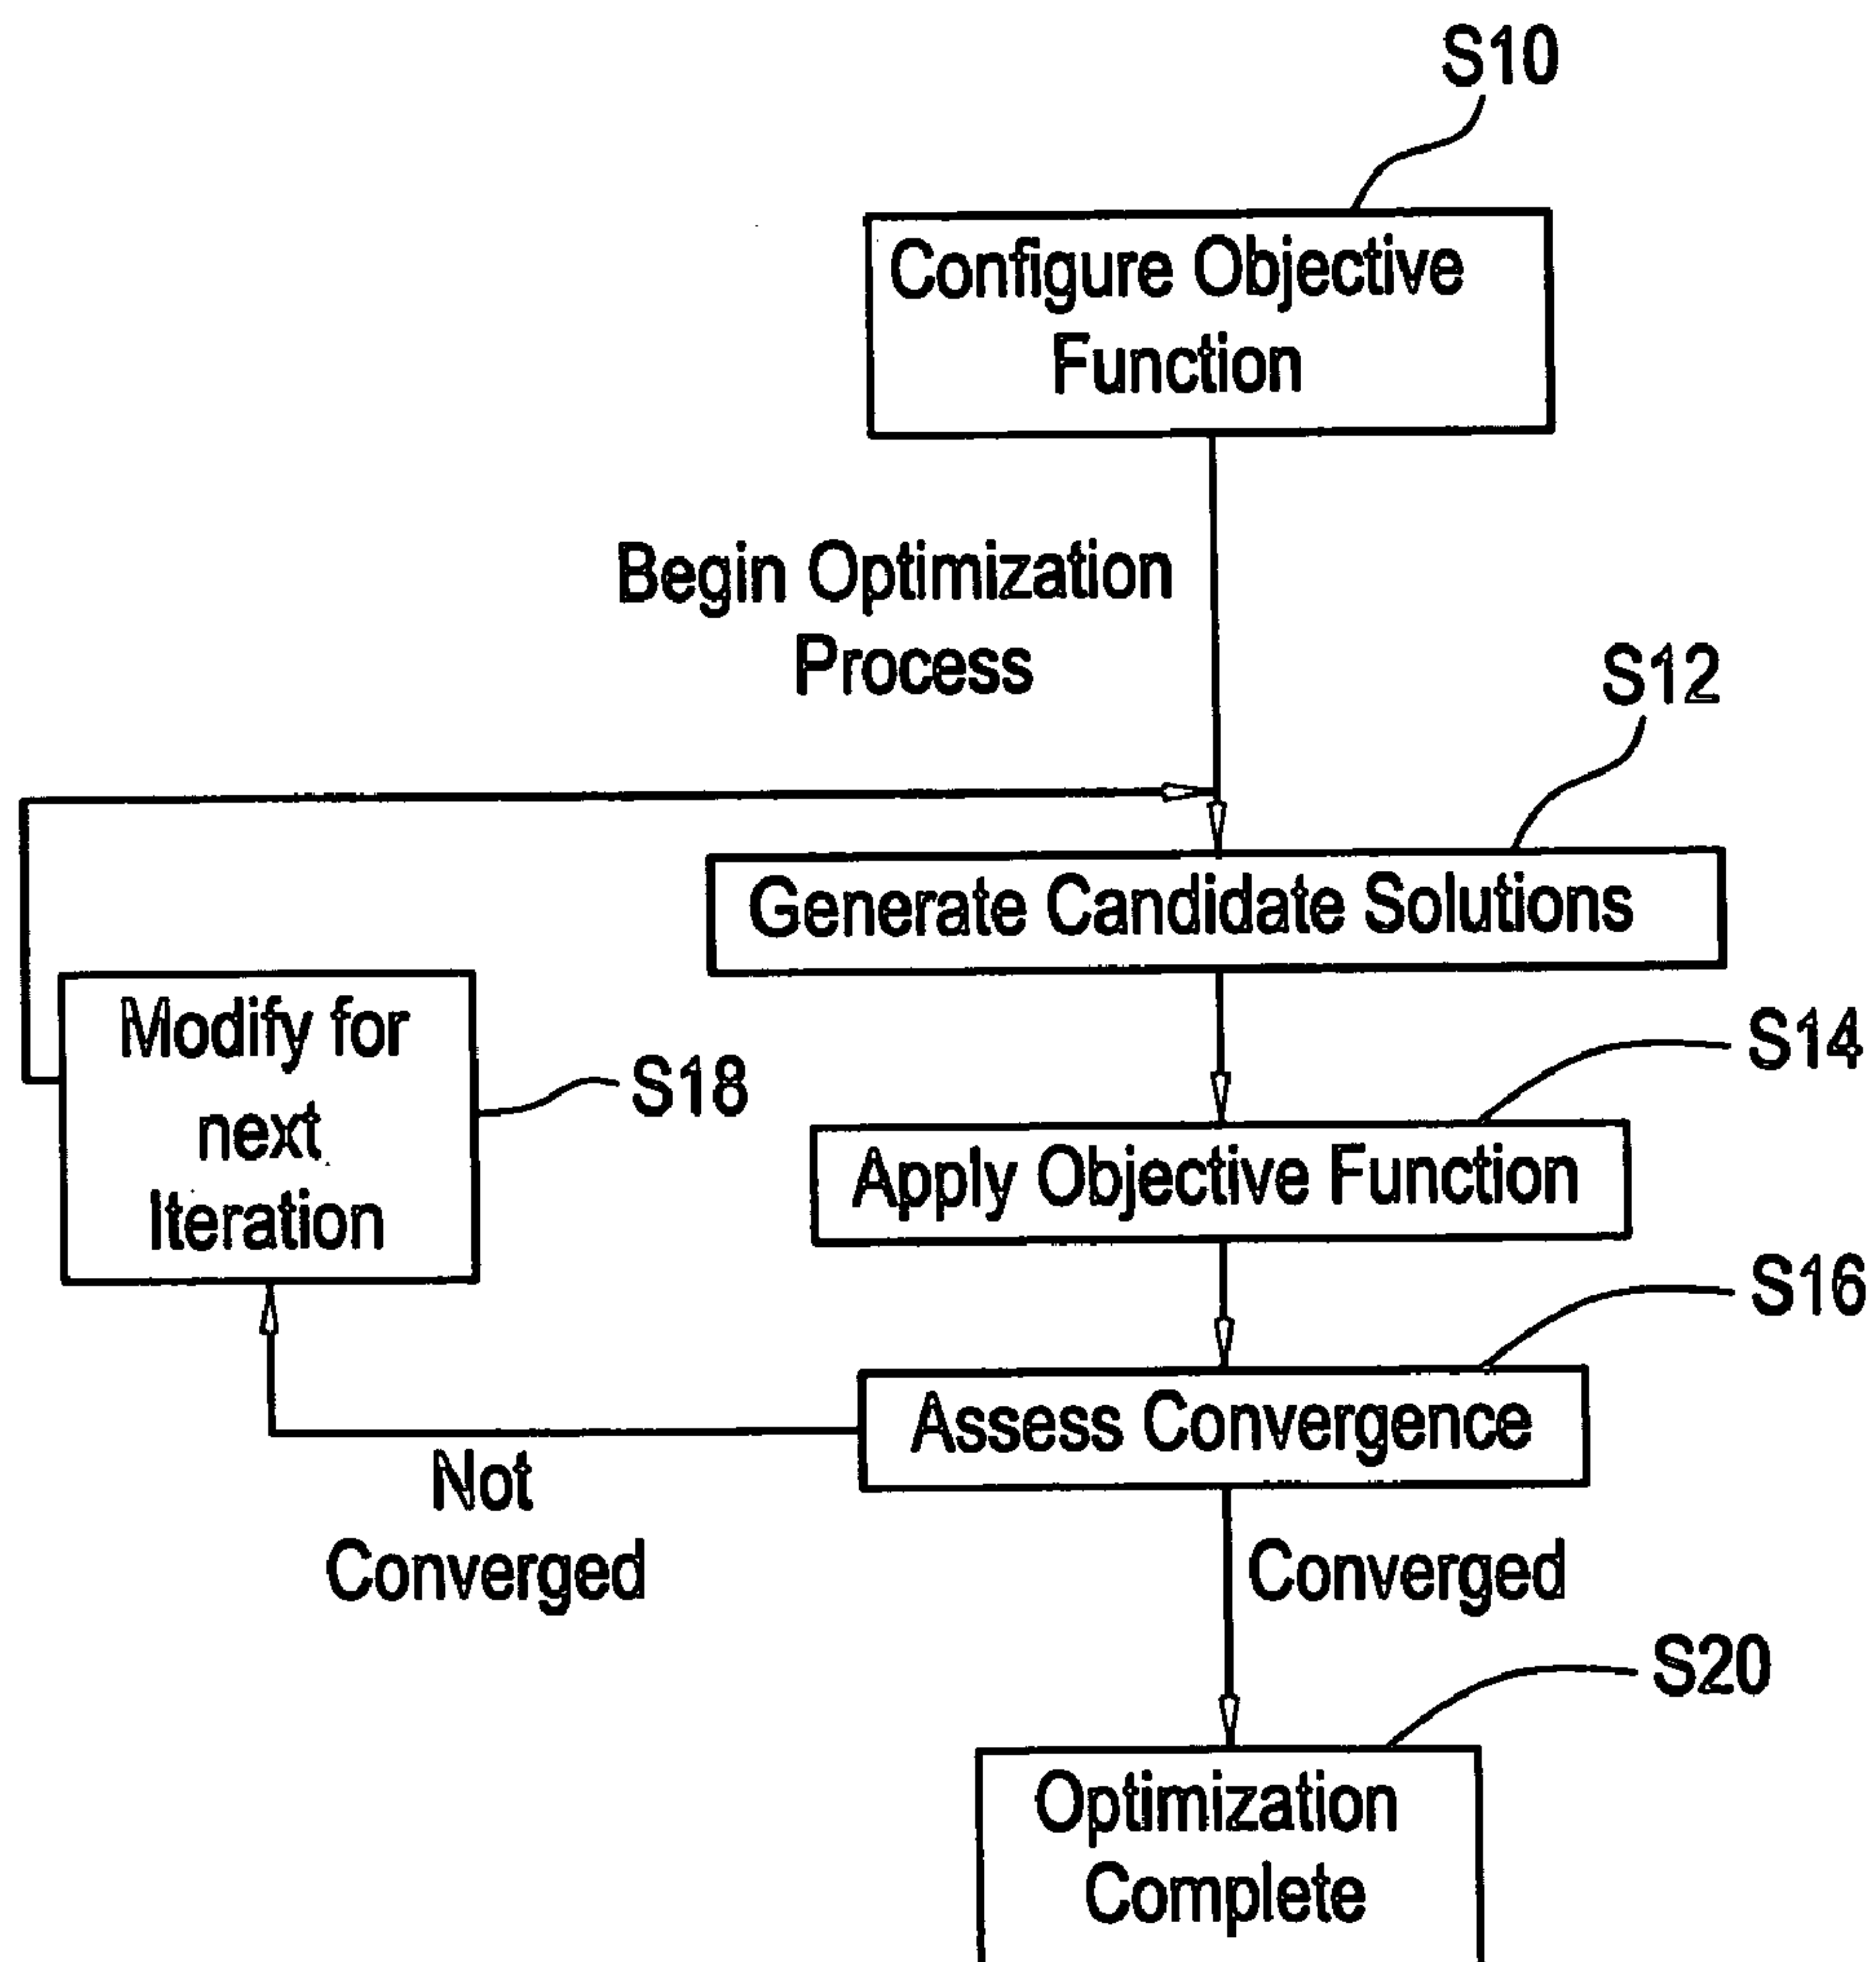 S10
Configure Objective
Function
Begin Optimization
Process
S12
Generate Candidate Solutions
Modify for
next
Iteration
S18
S14
Apply Objective Function
S16
Assess Convergence
Not
Converged
Converged
S20
Optimization
Complete